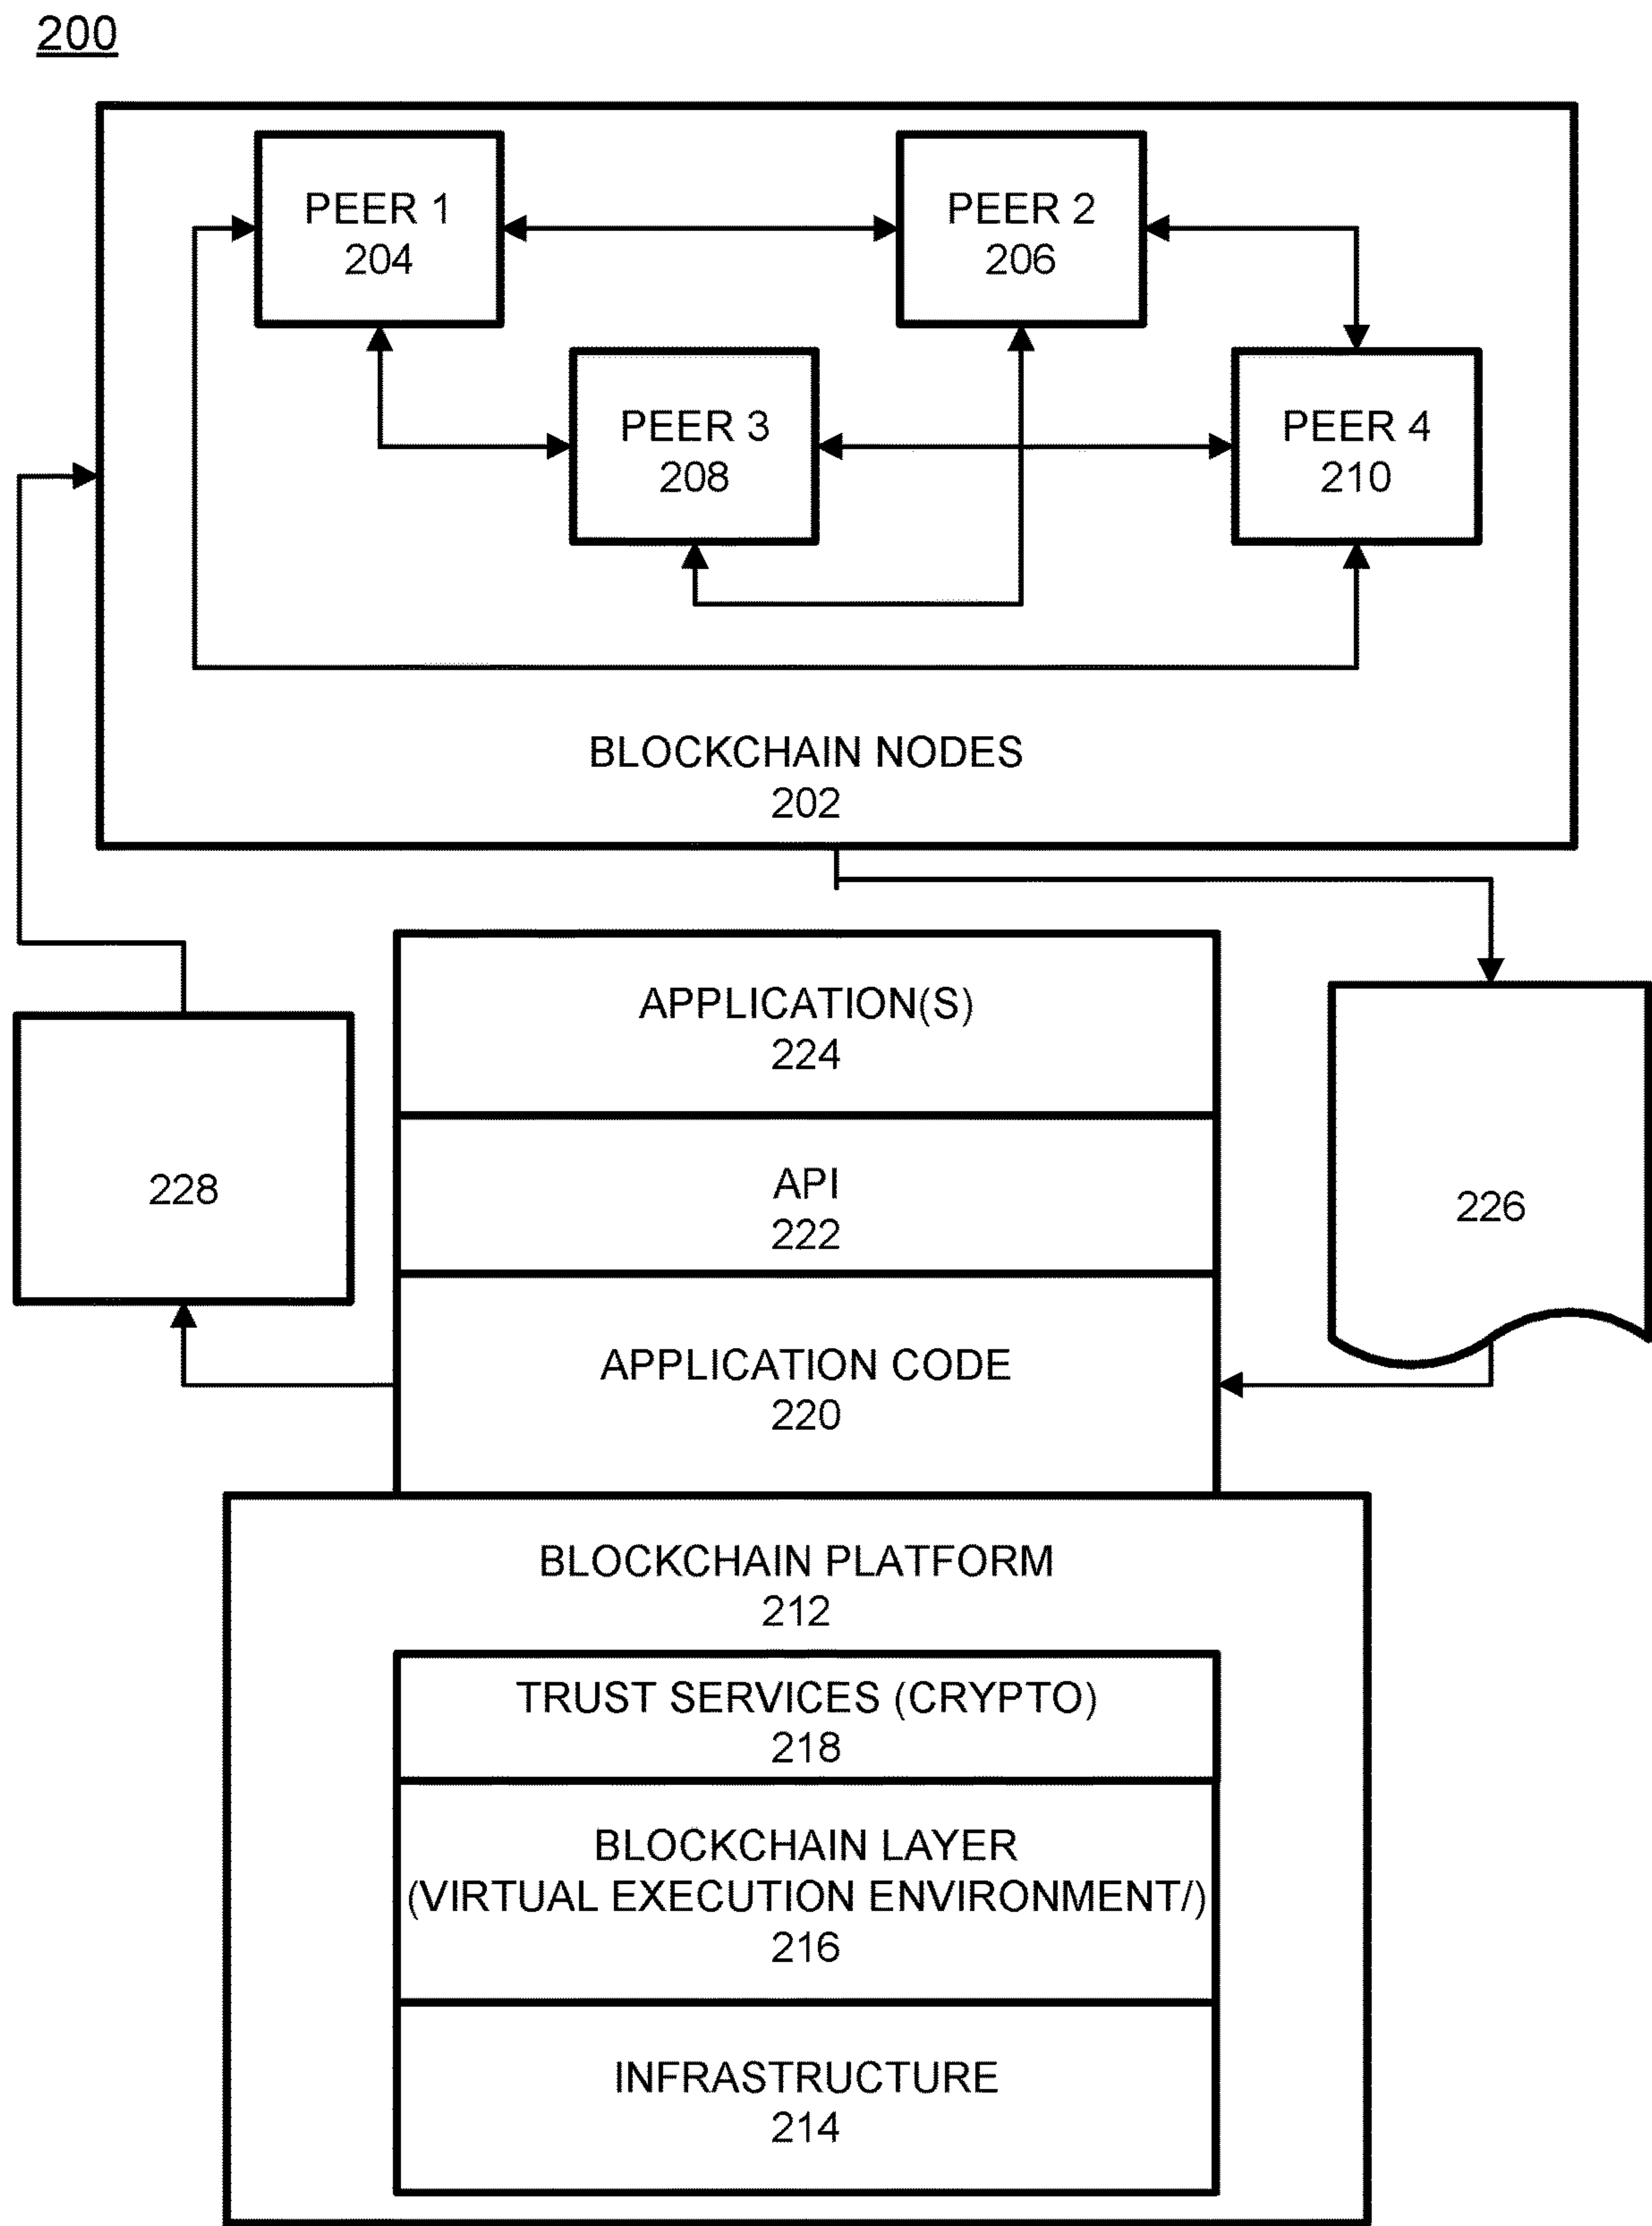 200
PEER 1
204
PEER 2
206
PEER 3
208
PEER 4
210
BLOCKCHAIN NODES
202
APPLICATION(S)
224
API
222
228
226
APPLICATION CODE
220
BLOCKCHAIN PLATFORM
212
TRUST SERVICES (CRYPTO)
218
BLOCKCHAIN LAYER
(VIRTUAL EXECUTION ENVIRONMENT/)
216
INFRASTRUCTURE
214